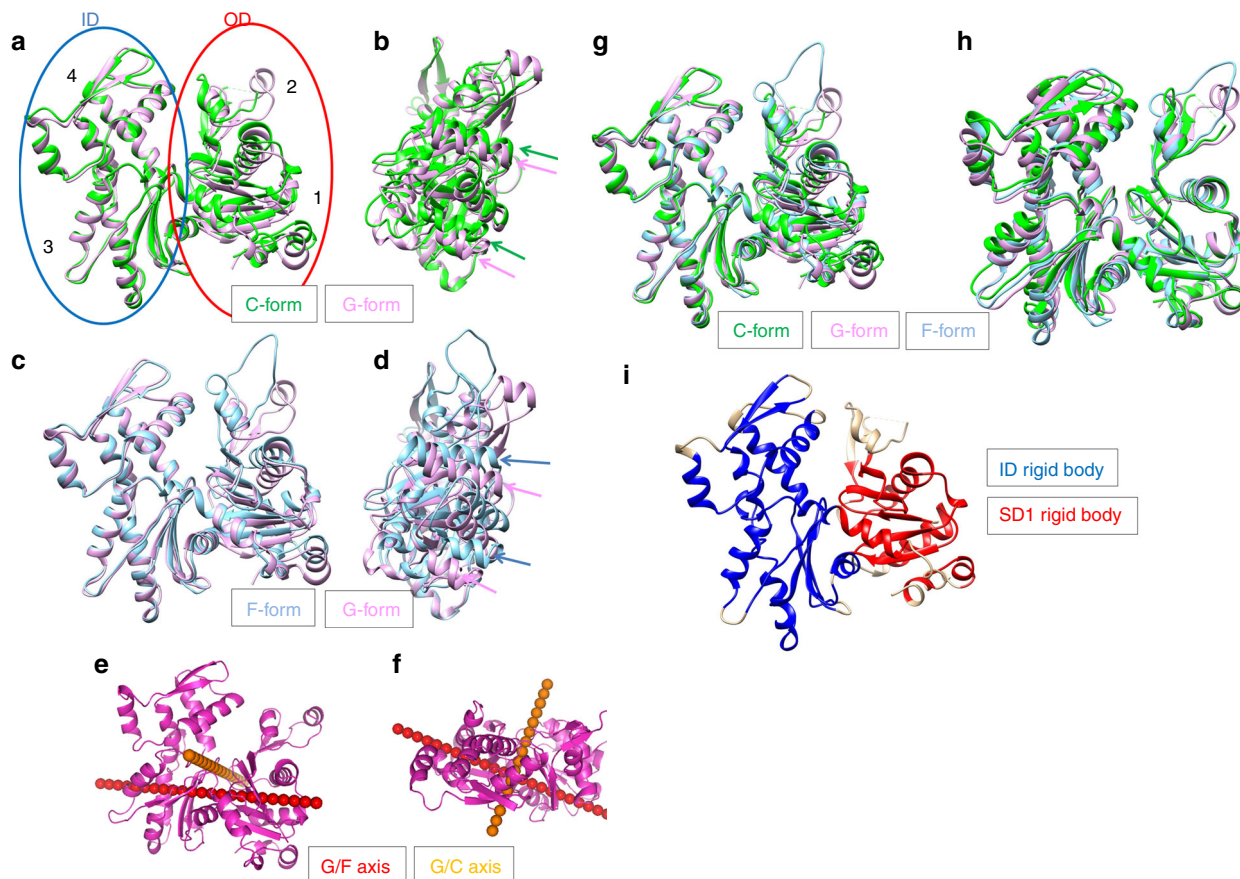 ID OD
a b g h
4 2
1
3
C-form G-form
C-form G-form F-form
c d i
ID rigid body
SD1 rigid body
F-form G-form
e f
G/F axis G/C axis